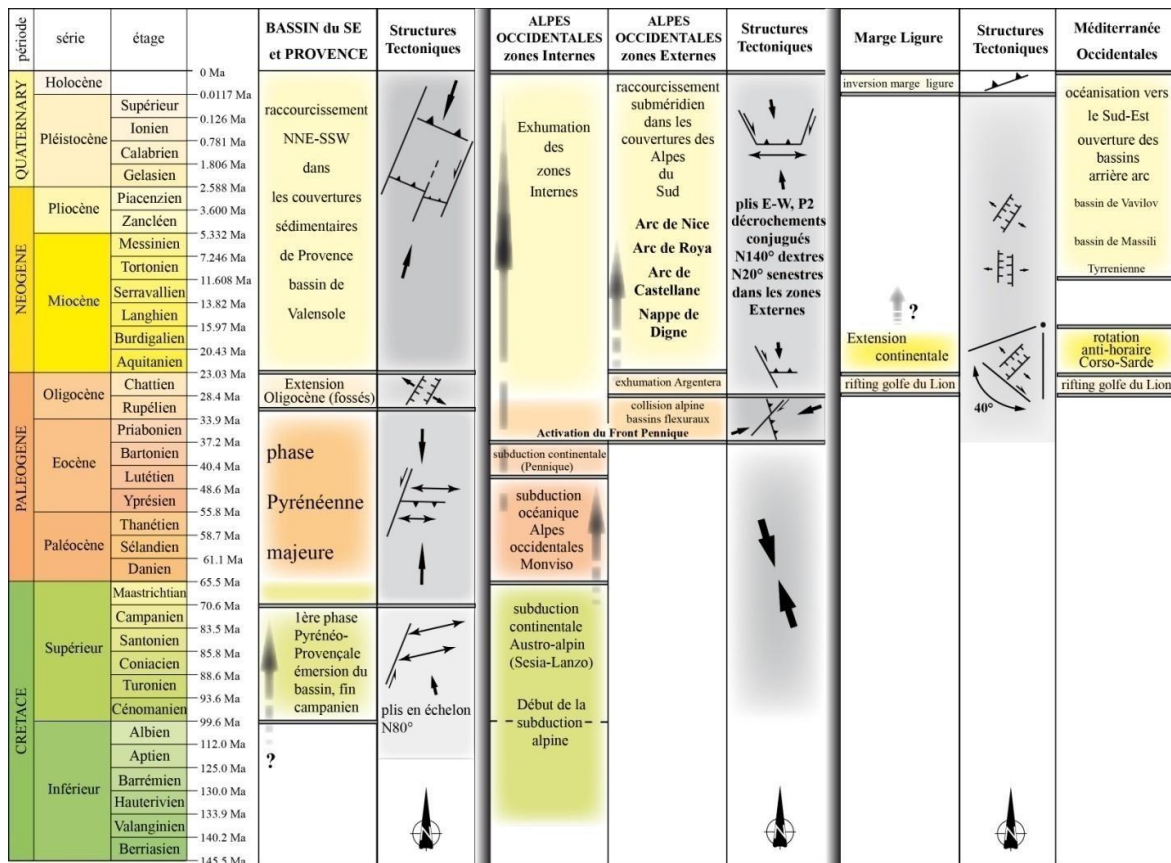 période
série
étage
BASSIN du SE
et PROVENCE
Structures
Tectoniques
ALPES
OCCIDENTALES
zones Internes
ALPES
OCCIDENTALES
zones Externes
Structures
Tectoniques
Marge Ligure
Structures
Tectoniques
Méditerranée
Occidentales
QUATERNARY
NEOGENE
PALEOGENE
CRETACE
Holocène
Pléistocène
Pliocène
Miocène
Oligocène
Eocène
Paléocène
Supérieur
Inférieur
Supérieur
Ionien
Calabrien
Gelasien
Piacenzien
Zancléen
Messinien
Tortonien
Serravallien
Langhien
Burdigalien
Aquitanien
Chattien
Rupélien
Priabonien
Bartonien
Lutétien
Yprésien
Thanétien
Sélandien
Danien
Maastrichtian
Campanien
Santonien
Coniacien
Turonien
Cénomanien
Albien
Aptien
Barrémien
Hauterivien
Valanginien
Berriasien
0 Ma
0.0117 Ma
0.126 Ma
0.781 Ma
1.806 Ma
2.588 Ma
3.600 Ma
5.332 Ma
7.246 Ma
11.608 Ma
13.82 Ma
15.97 Ma
20.43 Ma
23.03 Ma
28.4 Ma
33.9 Ma
37.2 Ma
40.4 Ma
48.6 Ma
55.8 Ma
58.7 Ma
61.1 Ma
65.5 Ma
70.6 Ma
83.5 Ma
85.8 Ma
88.6 Ma
93.6 Ma
99.6 Ma
112.0 Ma
125.0 Ma
130.0 Ma
133.9 Ma
140.2 Ma
145.5 Ma
raccourcissement
NNE-SSW
dans
les couvertures
sédimentaires
de Provence
bassin de
Valensole
Extension
Oligocène (fossés)
phase
Pyrénéenne
majeure
1ère phase
Pyrénéo-
Provençale
émersion du
bassin, fin
campanien
?
plis en échelon
N80°
N
Exhumation
des
zones
Internes
Activation du Front Pennique
subduction continentale
(Pennique)
subduction
océanique
Alpes
occidentales
Monviso
subduction
continentale
Austro-alpin
(Sesia-Lanzo)
Début de la
subduction
alpine
raccourcissement
subméridien
dans les
couvertures des
Alpes
du
Sud
Arc de Nice
Arc de Roya
Arc de
Castellane
Nappe de
Digne
exhumation Argentera
collision alpine
bassins flexuraux
plis E-W, P2
décrochements
conjugués
N140° dextres
N20° senestres
dans les zones
Externes
N
inversion marge ligure
?
Extension
continentale
rifting golfe du Lion
40°
N
océanisation vers
le Sud-Est
ouverture des
bassins
arrière arc
bassin de Vavilov
bassin de Massili
Tyrrenienne
rotation
anti-horaire
Corso-Sarde
rifting golfe du Lion